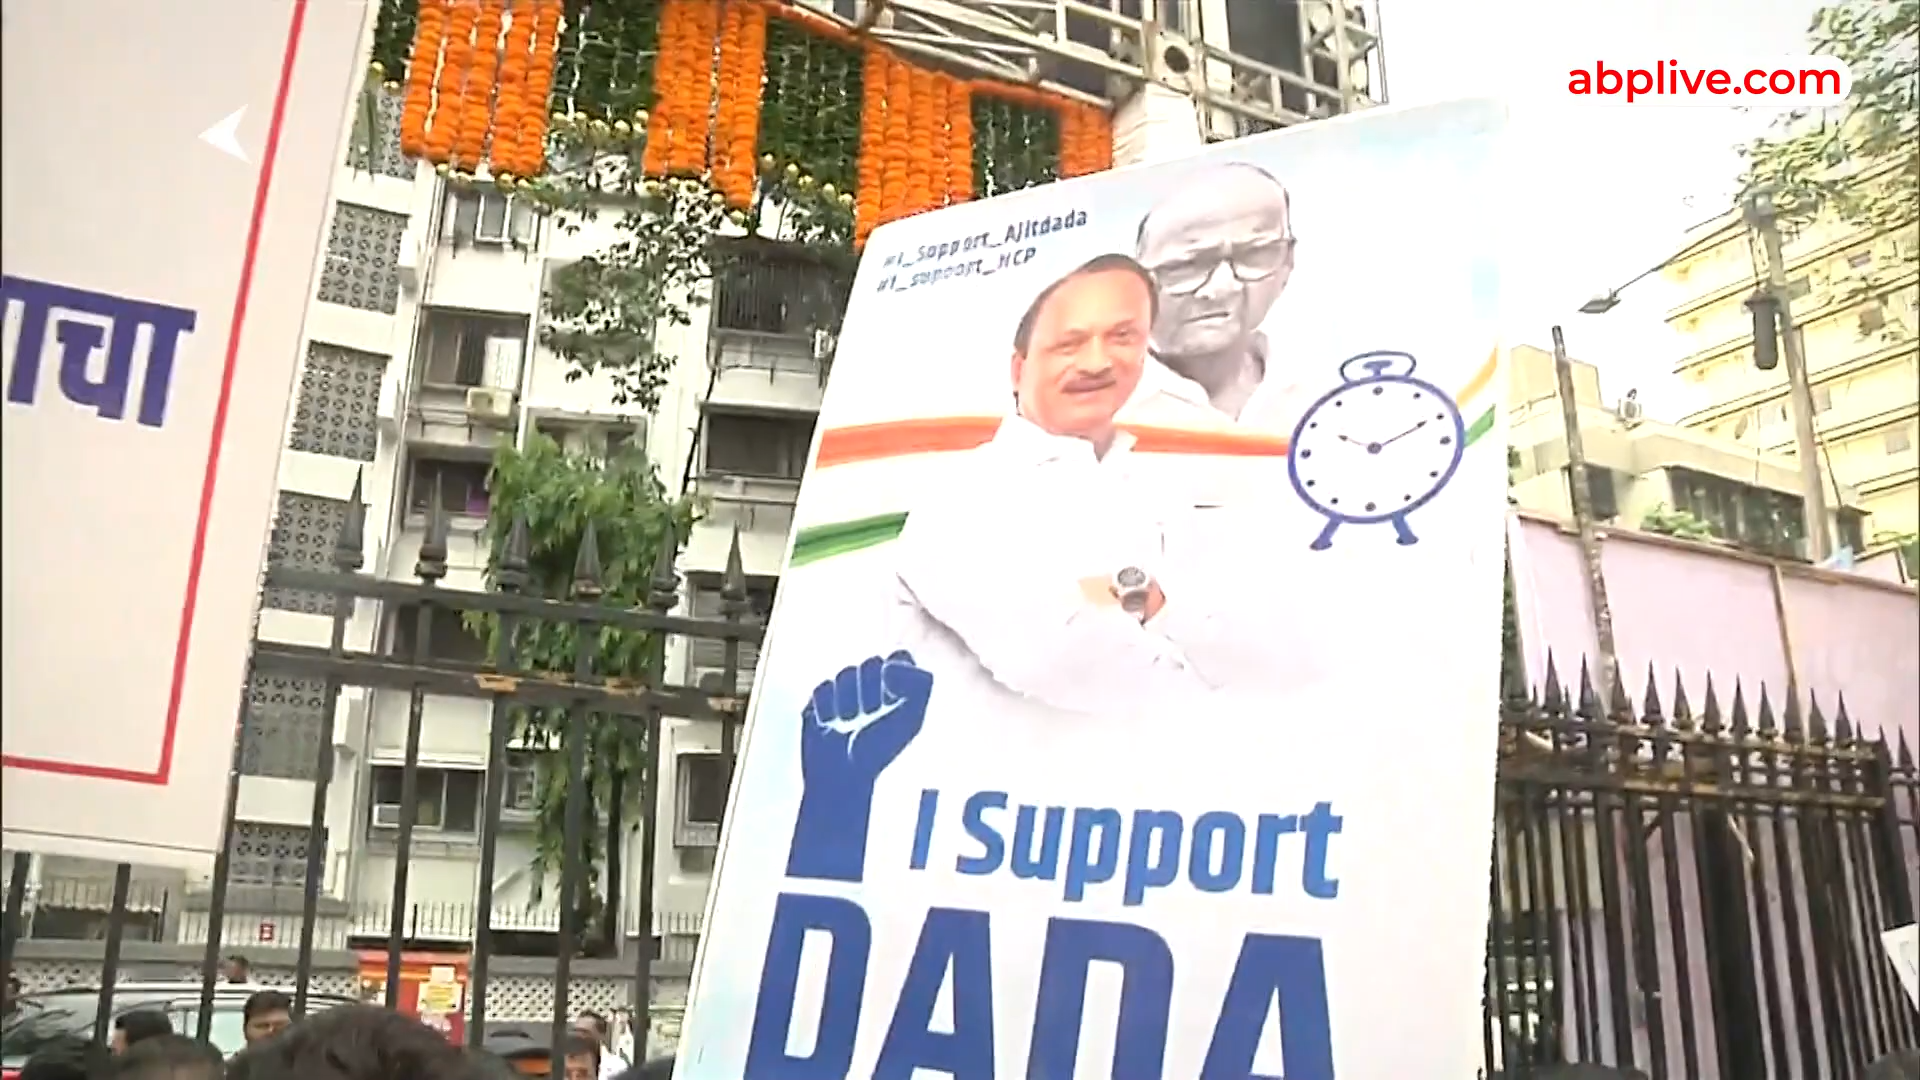 abplive.com
#I_Support_Ajitdada
#I_support_NCP
I Support
DADA